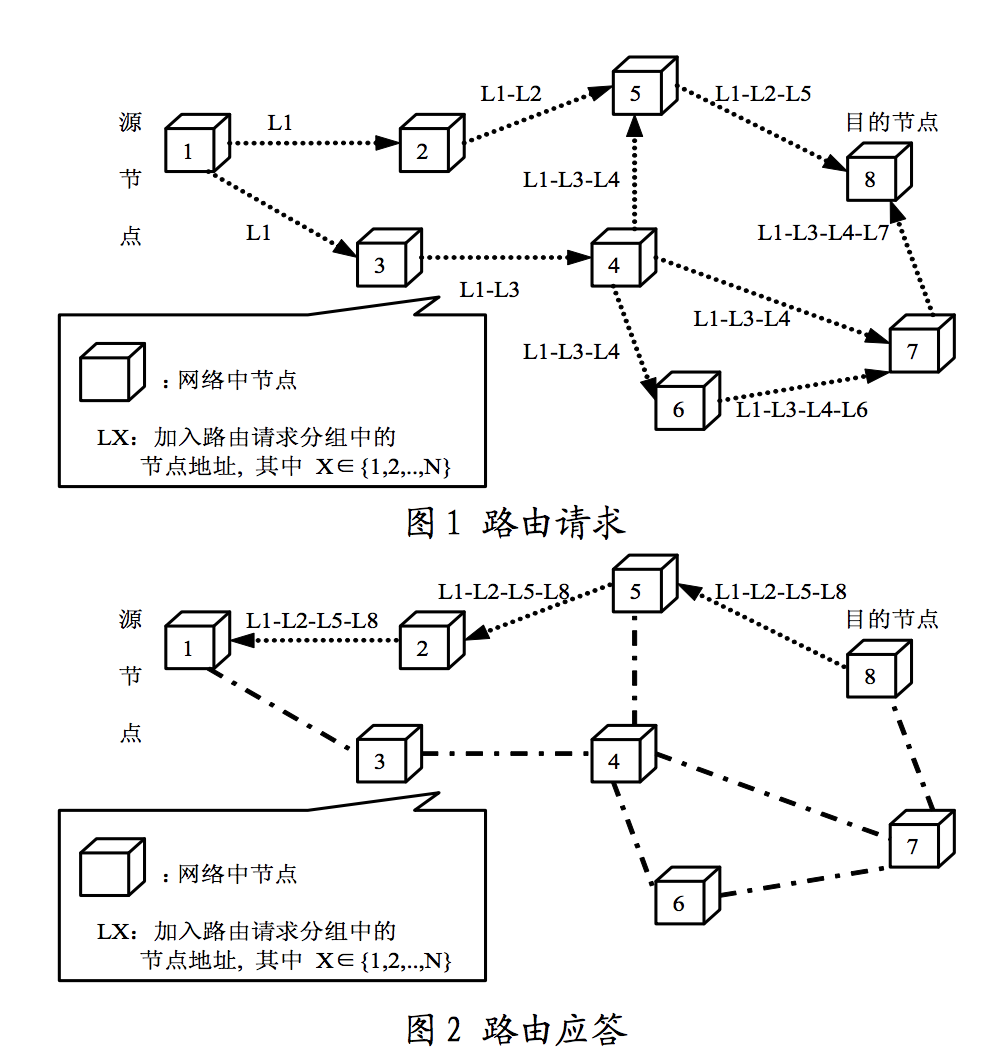 L1-L2
5
L1-L2-L5
源
节
点
1
L1
2
目的节点
8
L1-L3-L4
L1
3
L1-L3
4
L1-L3-L4-L7
L1-L3-L4
7
L1-L3-L4
6
L1-L3-L4-L6
：网络中节点
LX：加入路由请求分组中的
节点地址, 其中 X∈{1,2,..,N}
图1 路由请求
L1-L2-L5-L8
5
L1-L2-L5-L8
源
节
点
1
L1-L2-L5-L8
2
目的节点
8
3
4
7
6
：网络中节点
LX：加入路由请求分组中的
节点地址, 其中 X∈{1,2,..,N}
图2 路由应答